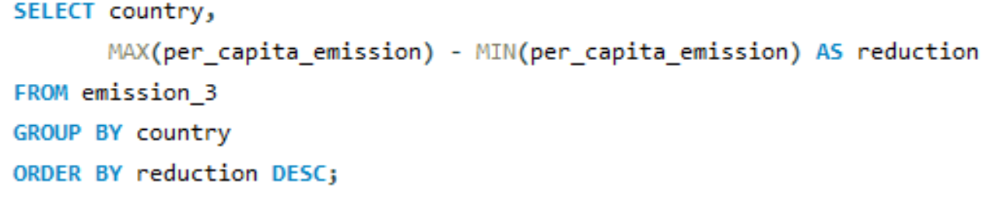 SELECT country,
MAX(per_capita_emission) - MIN(per_capita_emission) AS reduction
FROM emission_3
GROUP BY country
ORDER BY reduction DESC;